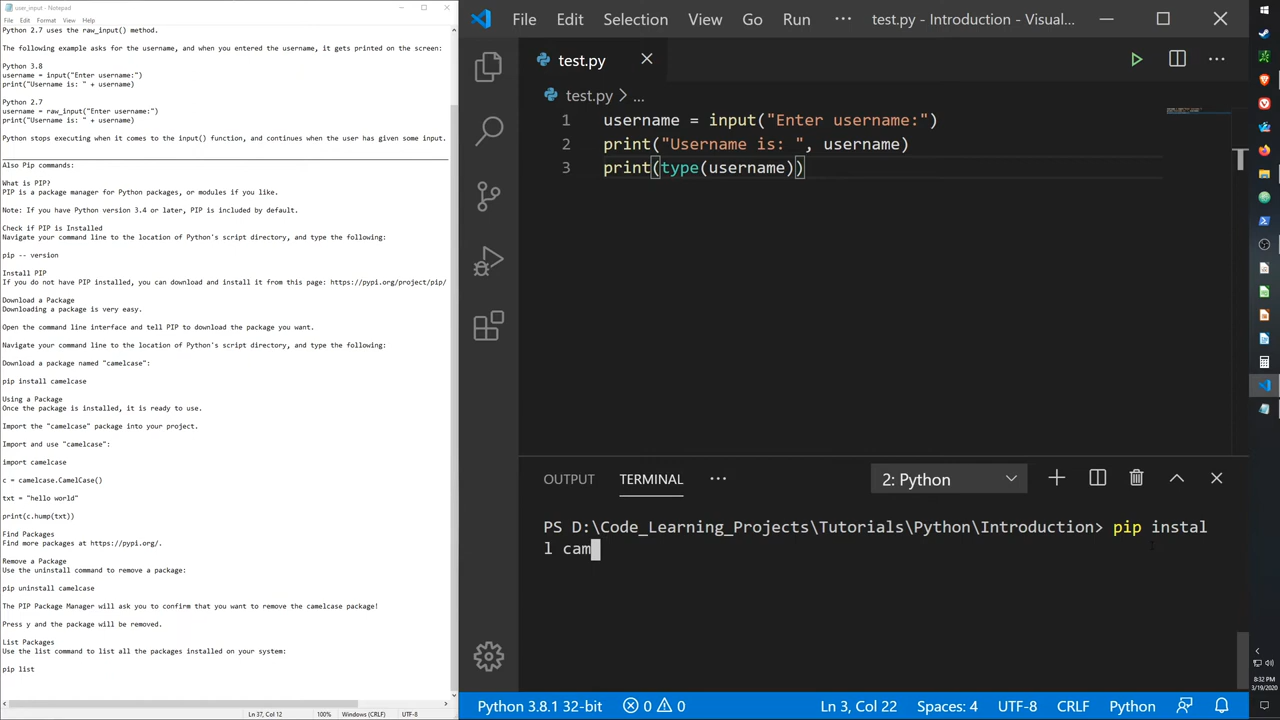 user_input - Notepad
File Edit Format View Help
Python 2.7 uses the raw_input() method.
The following example asks for the username, and when you entered the username, it gets printed on the screen:
Python 3.8
username = input("Enter username:")
print("Username is: " + username)
Python 2.7
username = raw_input("Enter username:")
print("Username is: " + username)
Python stops executing when it comes to the input() function, and continues when the user has given some input.
Also Pip commands:
What is PIP?
PIP is a package manager for Python packages, or modules if you like.
Note: If you have Python version 3.4 or later, PIP is included by default.
Check if PIP is Installed
Navigate your command line to the location of Python's script directory, and type the following:
pip -- version
Install PIP
If you do not have PIP installed, you can download and install it from this page: https://pypi.org/project/pip/
Download a Package
Downloading a package is very easy.
Open the command line interface and tell PIP to download the package you want.
Navigate your command line to the location of Python's script directory, and type the following:
Download a package named "camelcase":
pip install camelcase
Using a Package
Once the package is installed, it is ready to use.
Import the "camelcase" package into your project.
Import and use "camelcase":
import camelcase
c = camelcase.CamelCase()
txt = "hello world"
print(c.hump(txt))
Find Packages
Find more packages at https://pypi.org/.
Remove a Package
Use the uninstall command to remove a package:
pip uninstall camelcase
The PIP Package Manager will ask you to confirm that you want to remove the camelcase package!
Press y and the package will be removed.
List Packages
Use the list command to list all the packages installed on your system:
pip list
Ln 37, Col 12 100% Windows (CRLF) UTF-8
File Edit Selection View Go Run ··· test.py - Introduction - Visual...
test.py
test.py > ...
1 username = input("Enter username:")
2 print("Username is: ", username)
3 print(type(username))
OUTPUT TERMINAL ··· 2: Python
PS D:\Code_Learning_Projects\Tutorials\Python\Introduction> pip instal
l cam
Python 3.8.1 32-bit 0 0 Ln 3, Col 22 Spaces: 4 UTF-8 CRLF Python
8:32 PM
3/19/2020